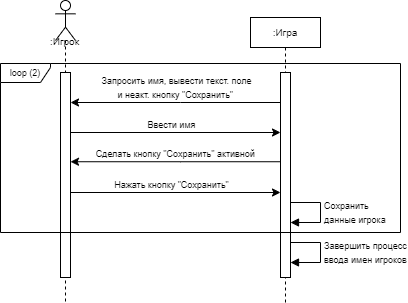 :Игрок
:Игра
loop (2)
Запросить имя, вывести текст. поле
и неакт. кнопку "Сохранить"
Ввести имя
Сделать кнопку "Сохранить" активной
Нажать кнопку "Сохранить"
Сохранить
данные игрока
Завершить процесс
ввода имен игроков